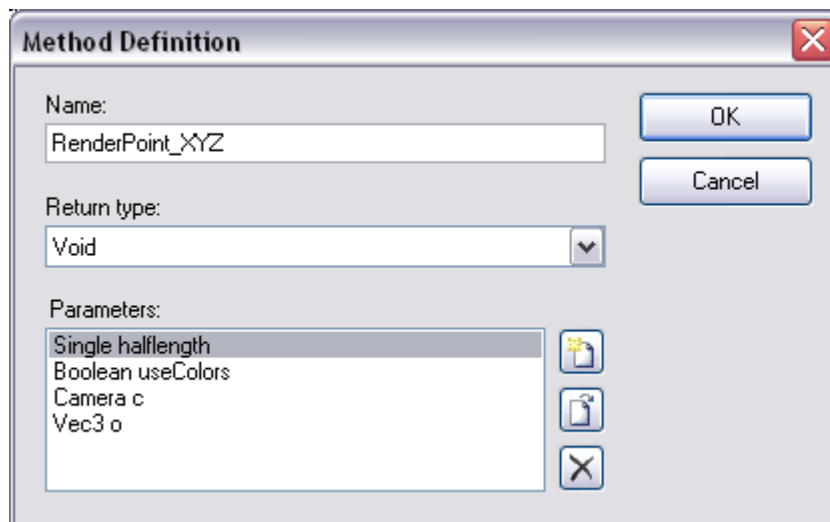 Method Definition
Name:
OK
RenderPoint_XYZ
Cancel
Return type:
Void
Parameters:
Single halflength
Boolean useColors
Camera c
Vec3 o